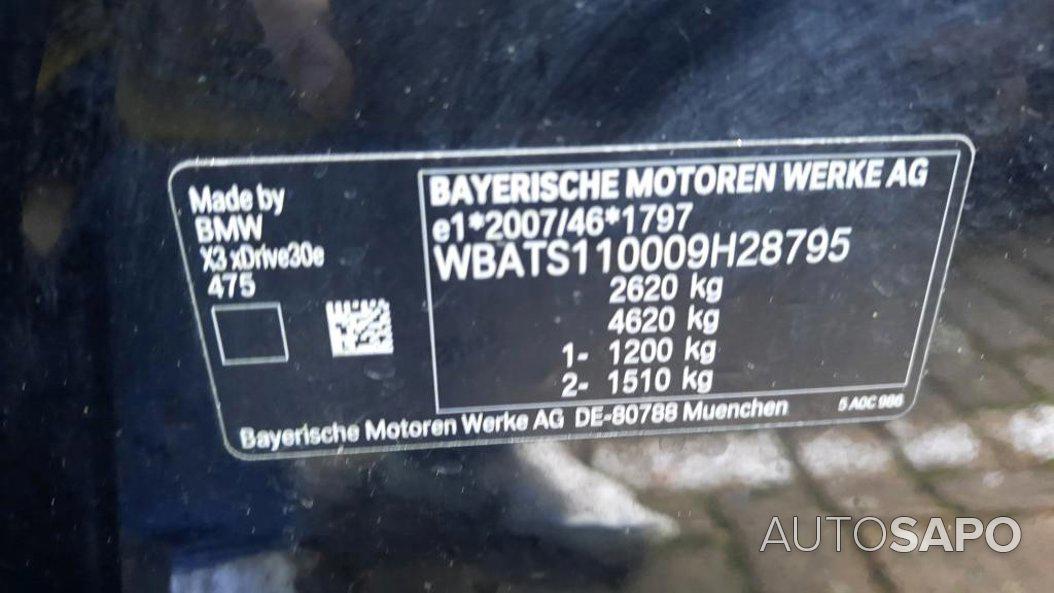 Made by
BMW
X3 xDrive30e
475
BAYERISCHE MOTOREN WERKE AG
e1*2007/46*1797
WBATS110009H28795
2620 kg
4620 kg
1- 1200 kg
2- 1510 kg
Bayerische Motoren Werke AG DE-80788 Muenchen
5 A0C 986
AUTOSAPO